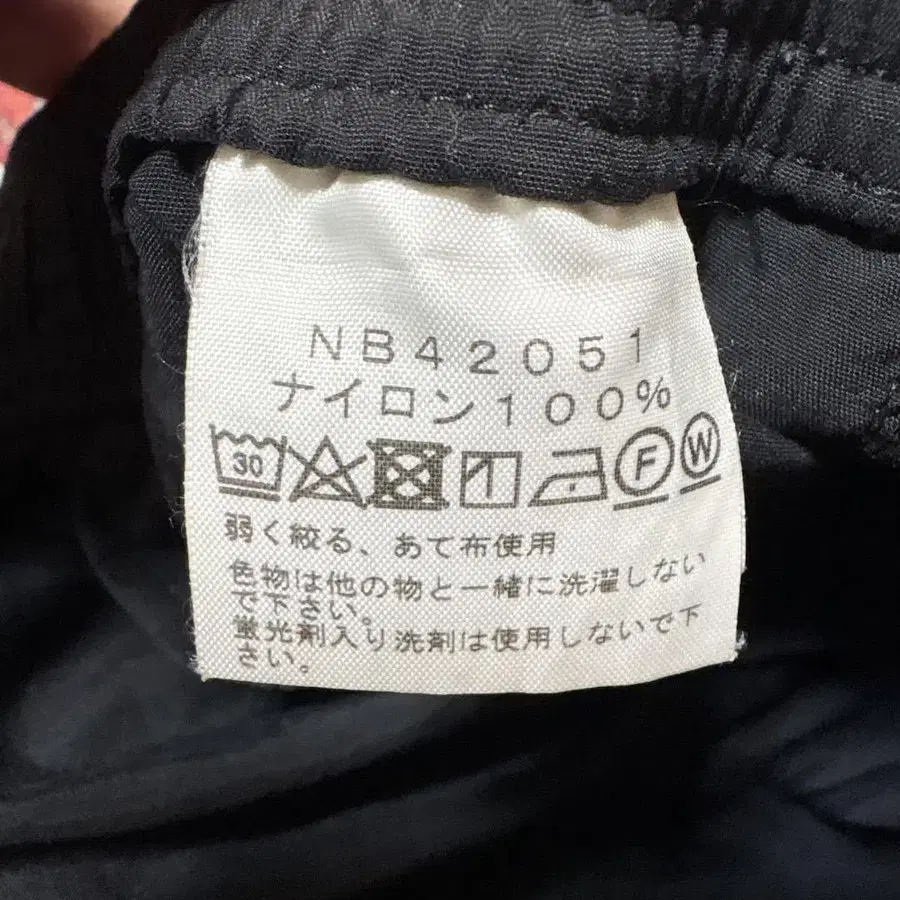 NB42051
ナイロン100%
30 F W
弱く絞る、あて布使用
色物は他の物と一緒に洗濯しない
で下さい。
蛍光剤入り洗剤は使用しないで下
さい。